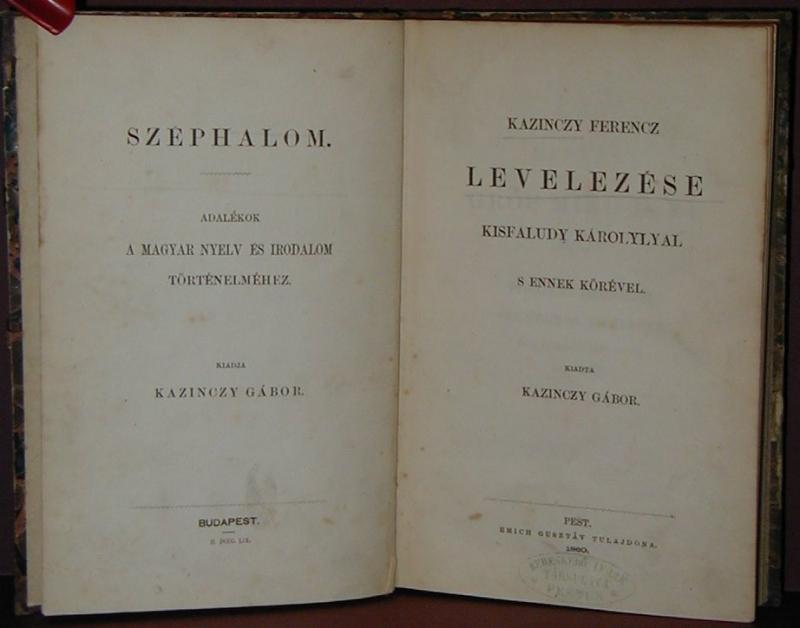 SZÉPHALOM.
ADALÉKOK
A MAGYAR NYELV ÉS IRODALOM
TÖRTÉNELMÉHEZ.
KIADJA
KAZINCZY GÁBOR.
BUDAPEST.
KAZINCZY FERENCZ
LEVELEZÉSE
KISFALUDY KÁROLYLYAL
S ENNEK KÖRÉVEL.
KIADTA
KAZINCZY GÁBOR.
PEST.
EMICH GUSZTÁV TULAJDONA.
1860.
TÁRSULATA